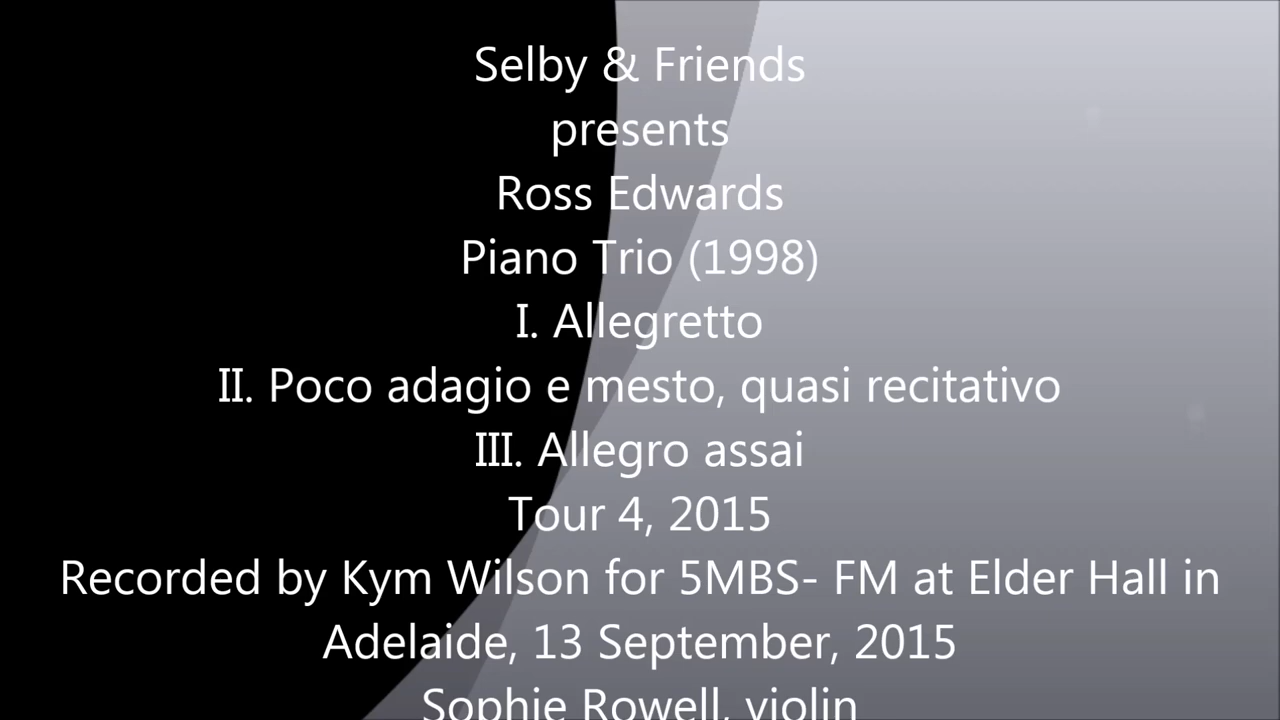 Selby & Friends
presents
Ross Edwards
Piano Trio (1998)
I. Allegretto
II. Poco adagio e mesto, quasi recitativo
III. Allegro assai
Tour 4, 2015
Recorded by Kym Wilson for 5MBS- FM at Elder Hall in
Adelaide, 13 September, 2015
Sophie Rowell, violin